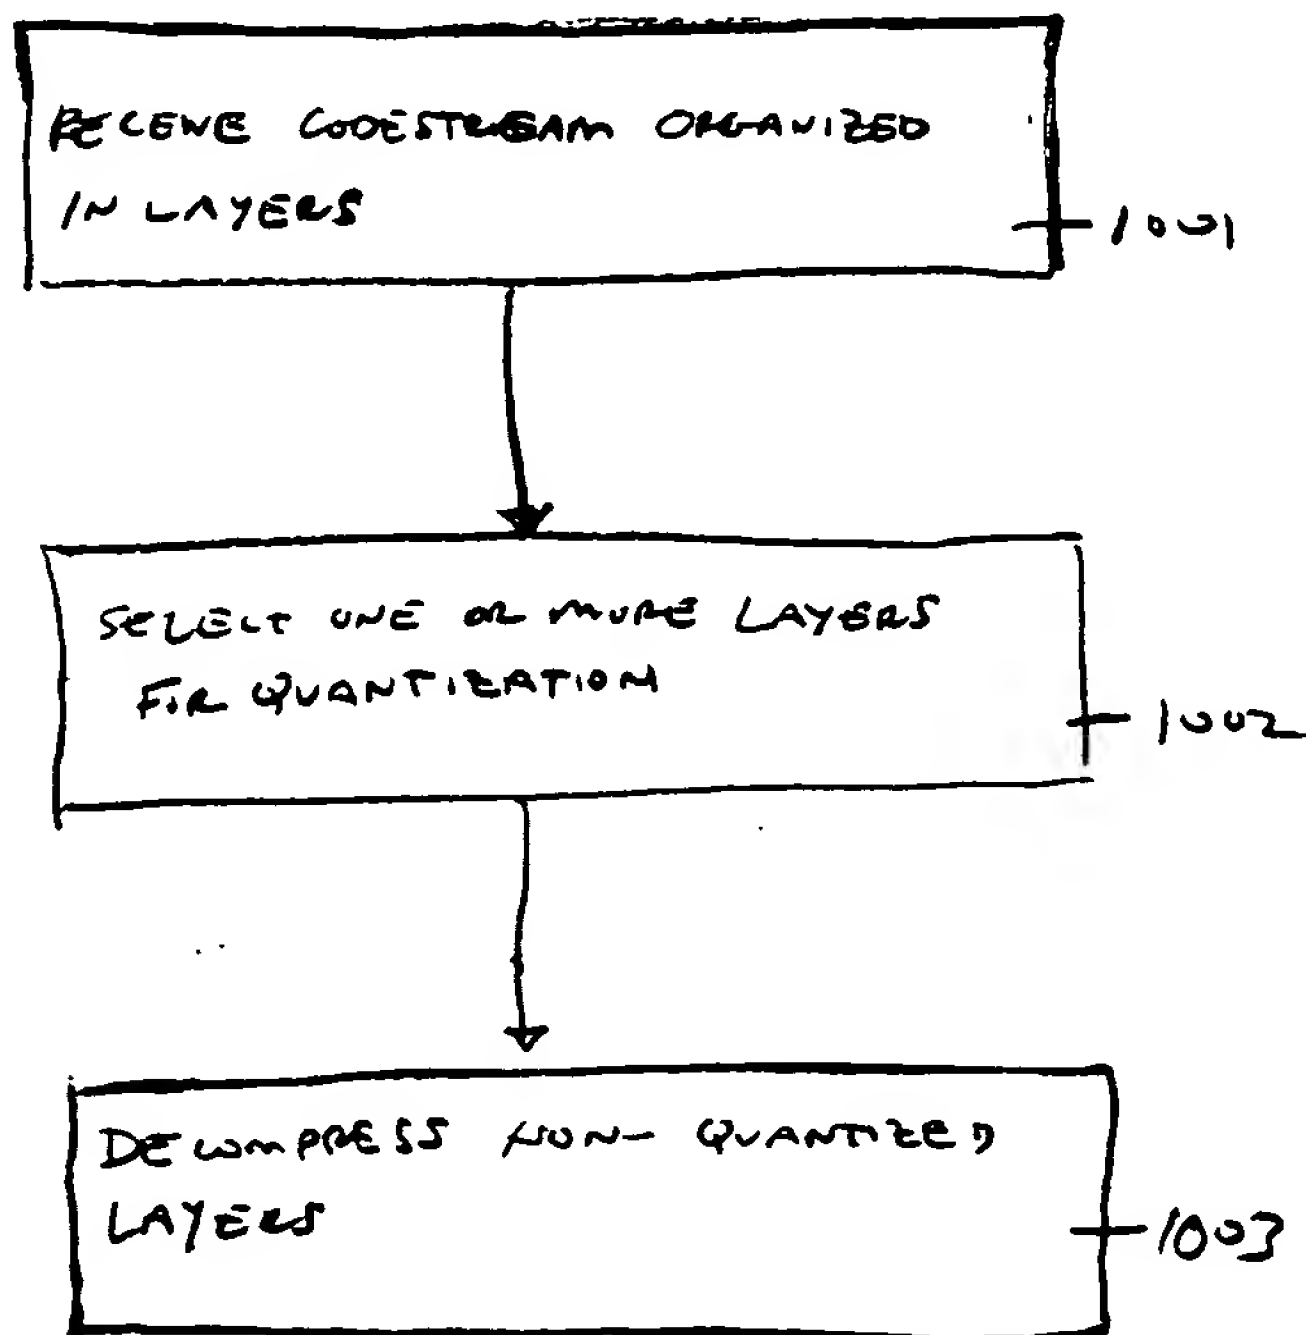 RECEIVE CODESTREAM ORGANIZED
IN LAYERS
1001
SELECT ONE OR MORE LAYERS
FOR QUANTIZATION
1002
DECOMPRESS NON-QUANTIZED
LAYERS
1003